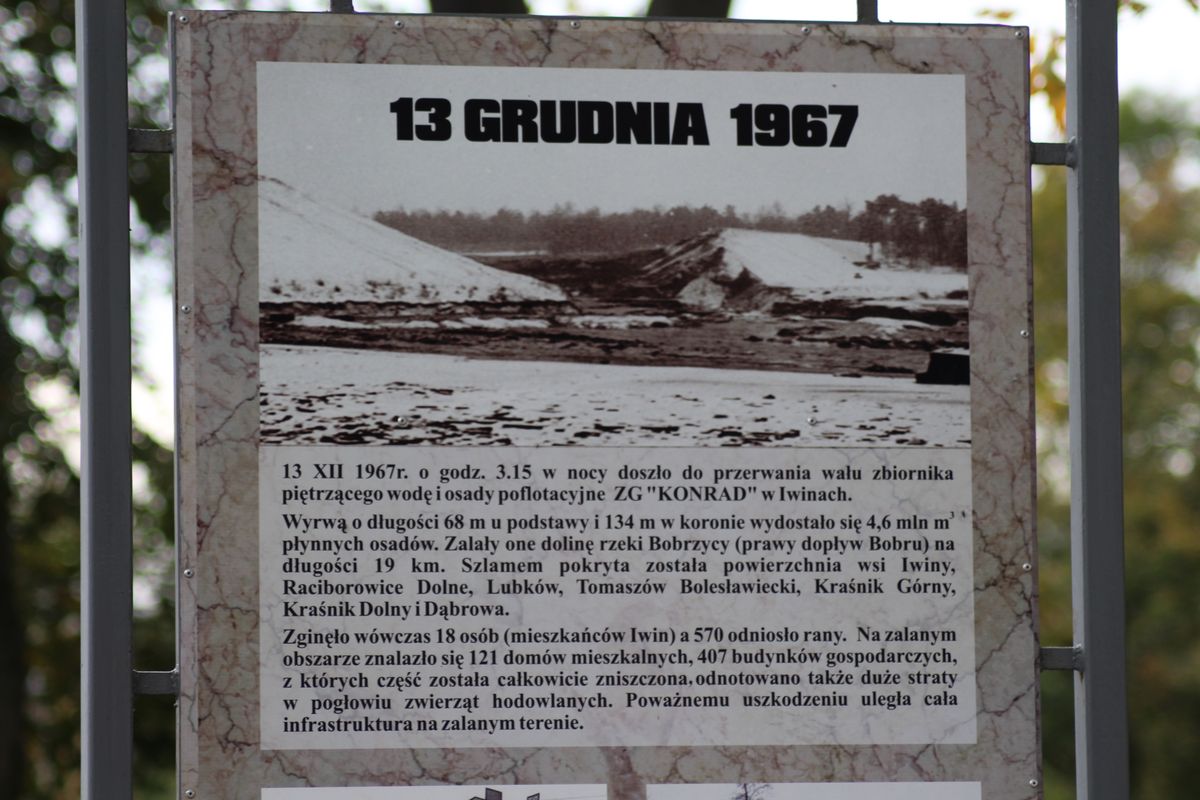 13 GRUDNIA 1967
13 XII 1967r. o godz. 3.15 w nocy doszło do przerwania wału zbiornika
piętrzącego wodę i osady poflotacyjne ZG "KONRAD" w Iwinach.
Wyrwą o długości 68 m u podstawy i 134 m w koronie wydostało się 4,6 mln m³
płynnych osadów. Zalały one dolinę rzeki Bobrzycy (prawy dopływ Bobru) na
długości 19 km. Szlamem pokryta została powierzchnia wsi Iwiny,
Raciborowice Dolne, Lubków, Tomaszów Bolesławiecki, Kraśnik Górny,
Kraśnik Dolny i Dąbrowa.
Zginęło wówczas 18 osób (mieszkańców Iwin) a 570 odniosło rany. Na zalanym
obszarze znalazło się 121 domów mieszkalnych, 407 budynków gospodarczych,
z których część została całkowicie zniszczona, odnotowano także duże straty
w pogłowiu zwierząt hodowlanych. Poważnemu uszkodzeniu uległa cała
infrastruktura na zalanym terenie.